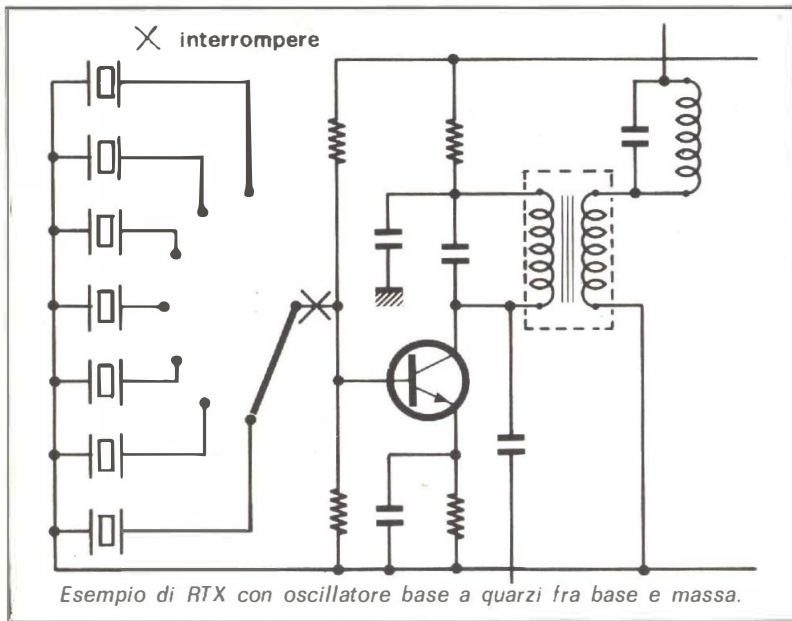 X interrompere
Esempio di RTX con oscillatore base a quarzi fra base e massa.